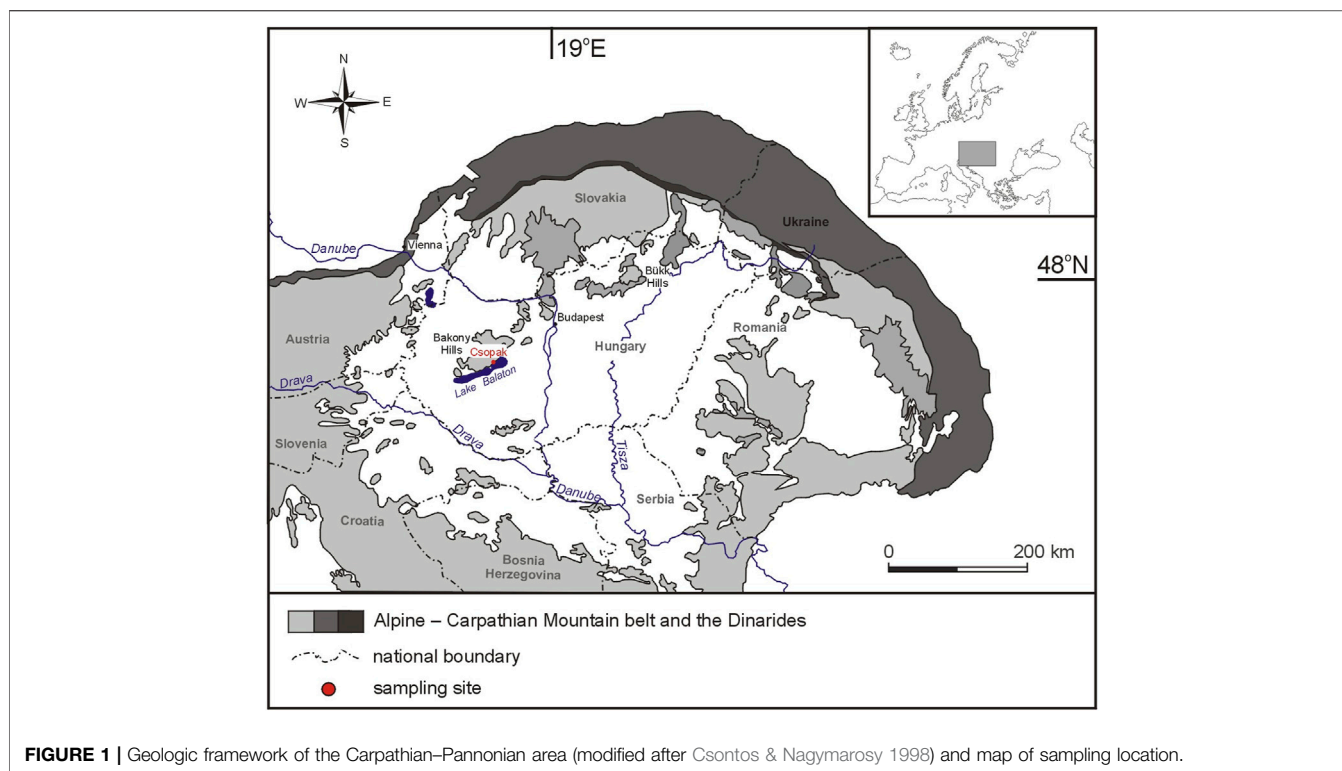 19°E
N
W E
S
Slovakia
Ukraine
Vienna
Danube
48°N
Bükk
Hills
Budapest
Romania
Austria
Bakony
Hills
Hungary
Csopak
Lake Balaton
Drava
Drava
Slovenia
Tisza
Danube
Serbia
Croatia
Bosnia
Herzegovina
0 200 km
Alpine – Carpathian Mountain belt and the Dinarides
national boundary
sampling site
FIGURE 1 | Geologic framework of the Carpathian–Pannonian area (modified after Csontos & Nagymarosy 1998) and map of sampling location.